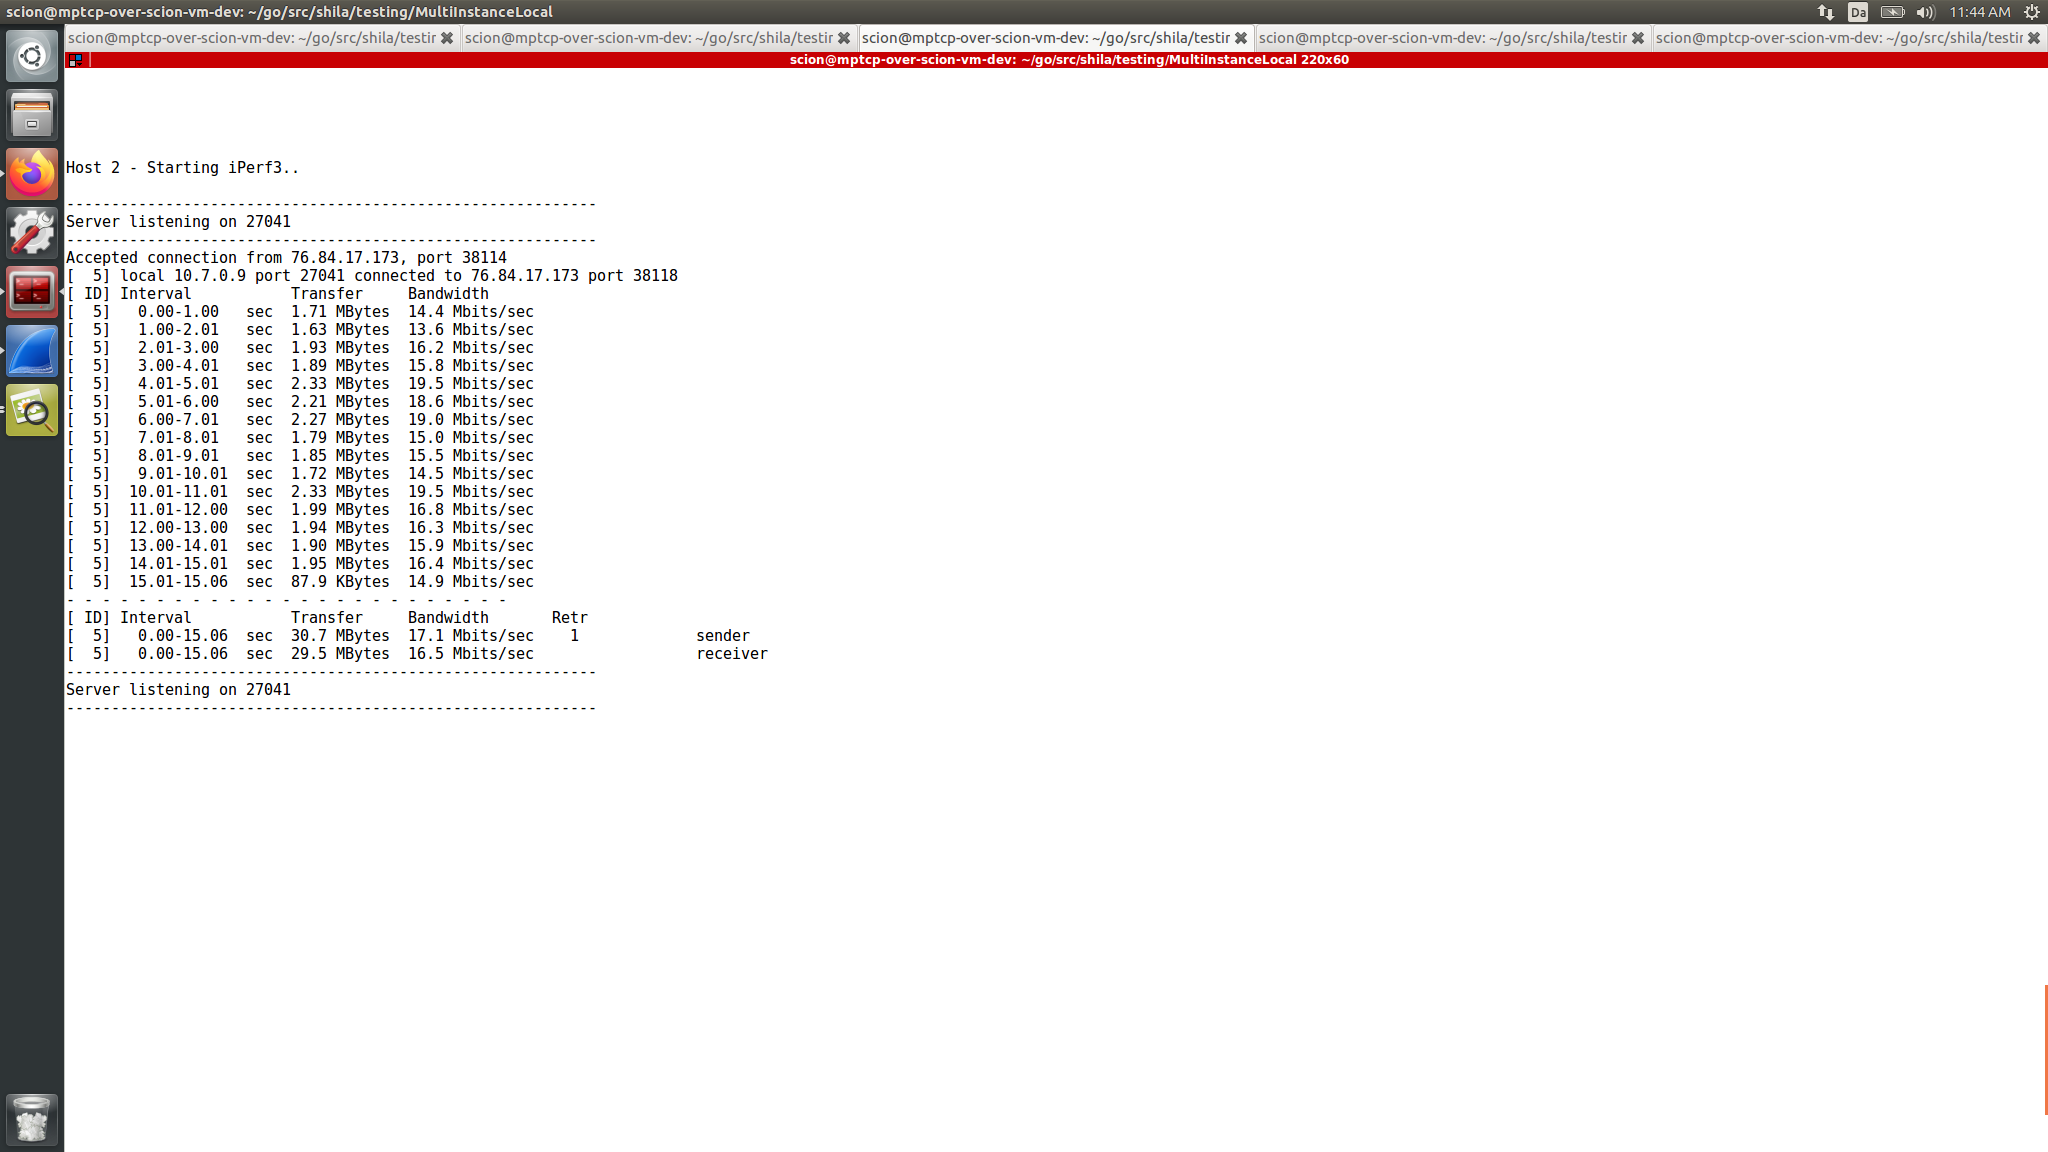 scion@mptcp-over-scion-vm-dev: ~/go/src/shila/testing/MultiInstanceLocal
Da
11:44 AM
scion@mptcp-over-scion-vm-dev: ~/go/src/shila/testir
scion@mptcp-over-scion-vm-dev: ~/go/src/shila/testir
scion@mptcp-over-scion-vm-dev: ~/go/src/shila/testir
scion@mptcp-over-scion-vm-dev: ~/go/src/shila/testir
scion@mptcp-over-scion-vm-dev: ~/go/src/shila/testir
scion@mptcp-over-scion-vm-dev: ~/go/src/shila/testing/MultiInstanceLocal 220x60
Host 2 - Starting iPerf3..
-----------------------------------------------------------
Server listening on 27041
-----------------------------------------------------------
Accepted connection from 76.84.17.173, port 38114
[  5] local 10.7.0.9 port 27041 connected to 76.84.17.173 port 38118
[ ID] Interval           Transfer     Bandwidth
[  5]   0.00-1.00   sec  1.71 MBytes  14.4 Mbits/sec
[  5]   1.00-2.01   sec  1.63 MBytes  13.6 Mbits/sec
[  5]   2.01-3.00   sec  1.93 MBytes  16.2 Mbits/sec
[  5]   3.00-4.01   sec  1.89 MBytes  15.8 Mbits/sec
[  5]   4.01-5.01   sec  2.33 MBytes  19.5 Mbits/sec
[  5]   5.01-6.00   sec  2.21 MBytes  18.6 Mbits/sec
[  5]   6.00-7.01   sec  2.27 MBytes  19.0 Mbits/sec
[  5]   7.01-8.01   sec  1.79 MBytes  15.0 Mbits/sec
[  5]   8.01-9.01   sec  1.85 MBytes  15.5 Mbits/sec
[  5]   9.01-10.01  sec  1.72 MBytes  14.5 Mbits/sec
[  5]  10.01-11.01  sec  2.33 MBytes  19.5 Mbits/sec
[  5]  11.01-12.00  sec  1.99 MBytes  16.8 Mbits/sec
[  5]  12.00-13.00  sec  1.94 MBytes  16.3 Mbits/sec
[  5]  13.00-14.01  sec  1.90 MBytes  15.9 Mbits/sec
[  5]  14.01-15.01  sec  1.95 MBytes  16.4 Mbits/sec
[  5]  15.01-15.06  sec  87.9 KBytes  14.9 Mbits/sec
- - - - - - - - - - - - - - - - - - - - - - - - -
[ ID] Interval           Transfer     Bandwidth       Retr
[  5]   0.00-15.06  sec  30.7 MBytes  17.1 Mbits/sec    1             sender
[  5]   0.00-15.06  sec  29.5 MBytes  16.5 Mbits/sec                  receiver
-----------------------------------------------------------
Server listening on 27041
-----------------------------------------------------------